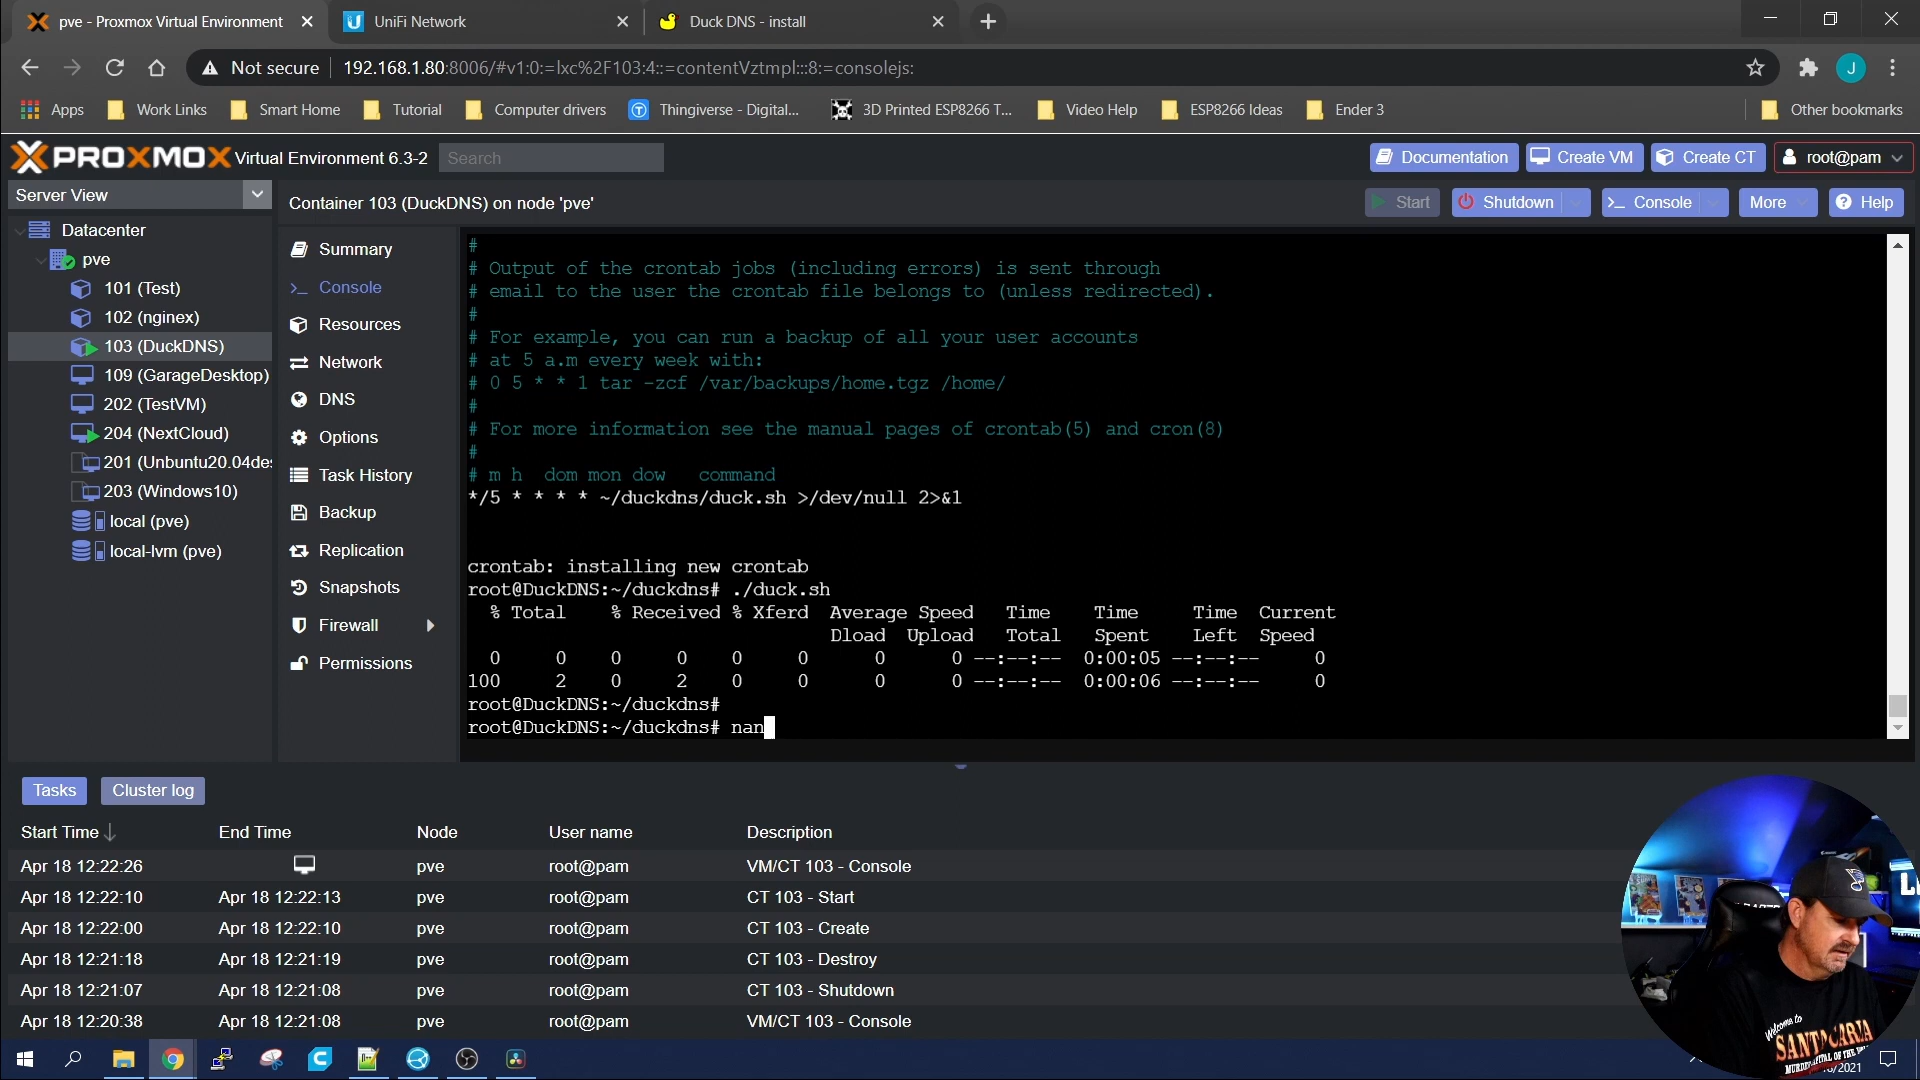 pve - Proxmox Virtual Environment
UniFi Network
Duck DNS - install
Not secure
192.168.1.80:8006/#v1:0:=lxc%2F103:4::=contentVztmpl:::8:=consolejs:
J
Apps
Work Links
Smart Home
Tutorial
Computer drivers
Thingiverse - Digital...
3D Printed ESP8266 T...
Video Help
ESP8266 Ideas
Ender 3
Other bookmarks
PROXMOX Virtual Environment 6.3-2
Search
Documentation
Create VM
Create CT
root@pam
Server View
Container 103 (DuckDNS) on node 'pve'
Start
Shutdown
Console
More
Help
Datacenter
pve
101 (Test)
102 (nginex)
103 (DuckDNS)
109 (GarageDesktop)
202 (TestVM)
204 (NextCloud)
201 (Unbuntu20.04des
203 (Windows10)
local (pve)
local-lvm (pve)
Summary
Console
Resources
Network
DNS
Options
Task History
Backup
Replication
Snapshots
Firewall
Permissions
#
# Output of the crontab jobs (including errors) is sent through
# email to the user the crontab file belongs to (unless redirected).
#
# For example, you can run a backup of all your user accounts
# at 5 a.m every week with:
# 0 5 * * 1 tar -zcf /var/backups/home.tgz /home/
#
# For more information see the manual pages of crontab(5) and cron(8)
#
# m h  dom mon dow   command
*/5 * * * * ~/duckdns/duck.sh >/dev/null 2>&1
crontab: installing new crontab
root@DuckDNS:~/duckdns# ./duck.sh
% Total    % Received % Xferd  Average Speed   Time    Time     Time  Current
Dload  Upload   Total   Spent    Left  Speed
0     0    0     0    0     0      0      0 --:--:--  0:00:05 --:--:--     0
100     2    0     2    0     0      0      0 --:--:--  0:00:06 --:--:--     0
root@DuckDNS:~/duckdns#
root@DuckDNS:~/duckdns# nan
Tasks
Cluster log
Start Time
End Time
Node
User name
Description
Apr 18 12:22:26
pve
root@pam
VM/CT 103 - Console
Apr 18 12:22:10
Apr 18 12:22:13
pve
root@pam
CT 103 - Start
Apr 18 12:22:00
Apr 18 12:22:10
pve
root@pam
CT 103 - Create
Apr 18 12:21:18
Apr 18 12:21:19
pve
root@pam
CT 103 - Destroy
Apr 18 12:21:07
Apr 18 12:21:08
pve
root@pam
CT 103 - Shutdown
Apr 18 12:20:38
Apr 18 12:21:08
pve
root@pam
VM/CT 103 - Console
Welcome to